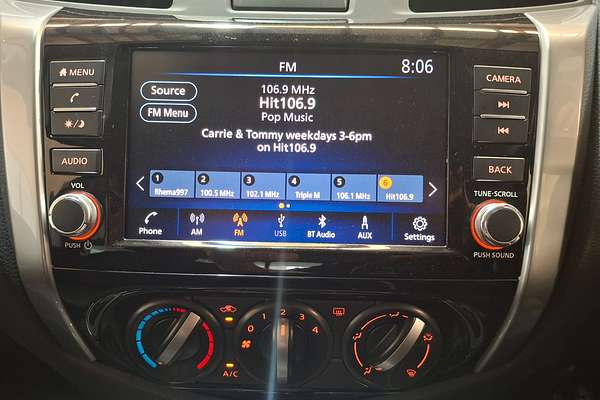 FM
8:06
MENU
Source
FM Menu
106.9 MHz
Hit106.9
Pop Music
Carrie & Tommy weekdays 3-6pm
on Hit106.9
CAMERA
AUDIO
BACK
VOL
PUSH
TUNE·SCROLL
PUSH SOUND
1 2 3 4 5 6
Rhema997 100.5 MHz 102.1 MHz Triple M 106.1 MHz Hit106.9
Phone AM FM USB BT Audio AUX Settings
0 1 2 3 4
A/C